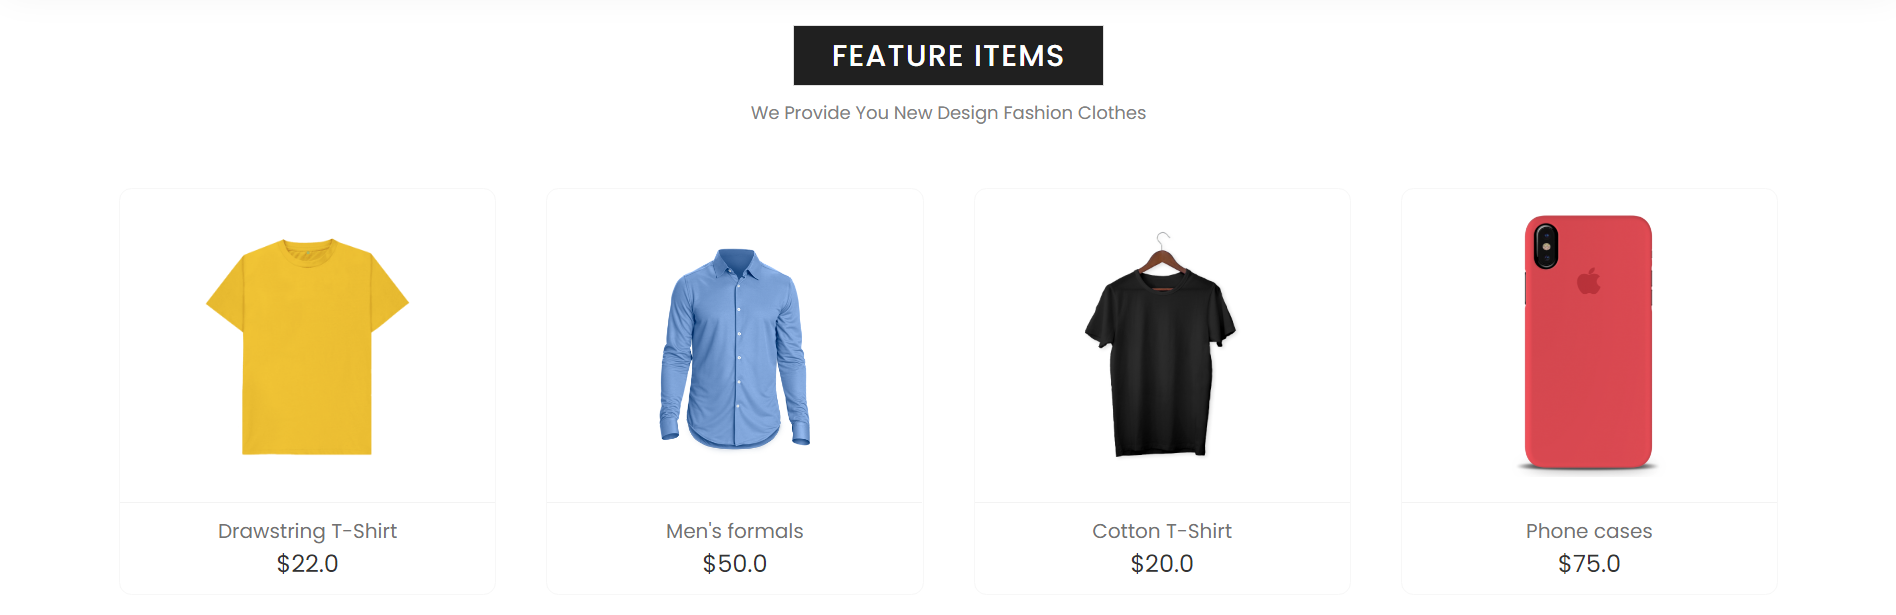 FEATURE ITEMS
We Provide You New Design Fashion Clothes
Drawstring T-Shirt
$22.0
Men's formals
$50.0
Cotton T-Shirt
$20.0
Phone cases
$75.0